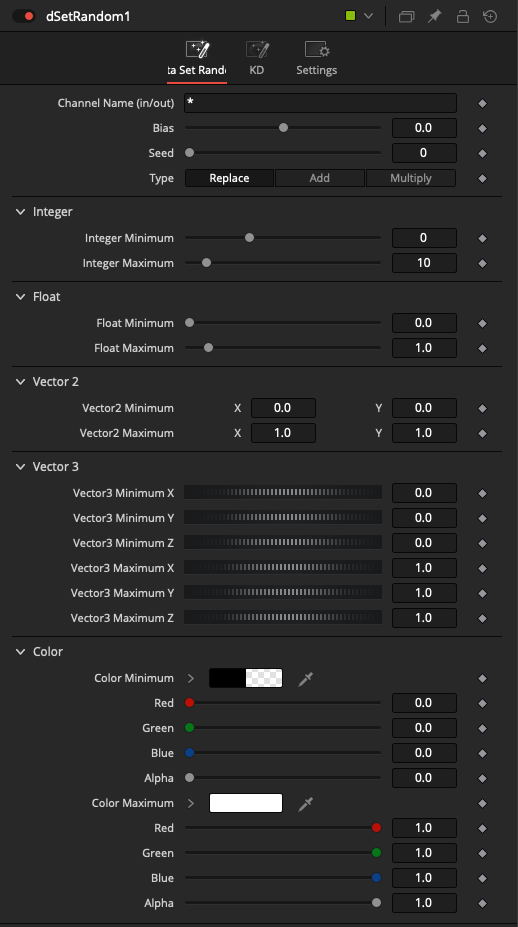 dSetRandom1
ta Set Rand
KD
Settings
Channel Name (in/out) *
Bias 0.0
Seed 0
Type Replace Add Multiply
Integer
Integer Minimum 0
Integer Maximum 10
Float
Float Minimum 0.0
Float Maximum 1.0
Vector 2
Vector2 Minimum X 0.0 Y 0.0
Vector2 Maximum X 1.0 Y 1.0
Vector 3
Vector3 Minimum X 0.0
Vector3 Minimum Y 0.0
Vector3 Minimum Z 0.0
Vector3 Maximum X 1.0
Vector3 Maximum Y 1.0
Vector3 Maximum Z 1.0
Color
Color Minimum
Red 0.0
Green 0.0
Blue 0.0
Alpha 0.0
Color Maximum
Red 1.0
Green 1.0
Blue 1.0
Alpha 1.0